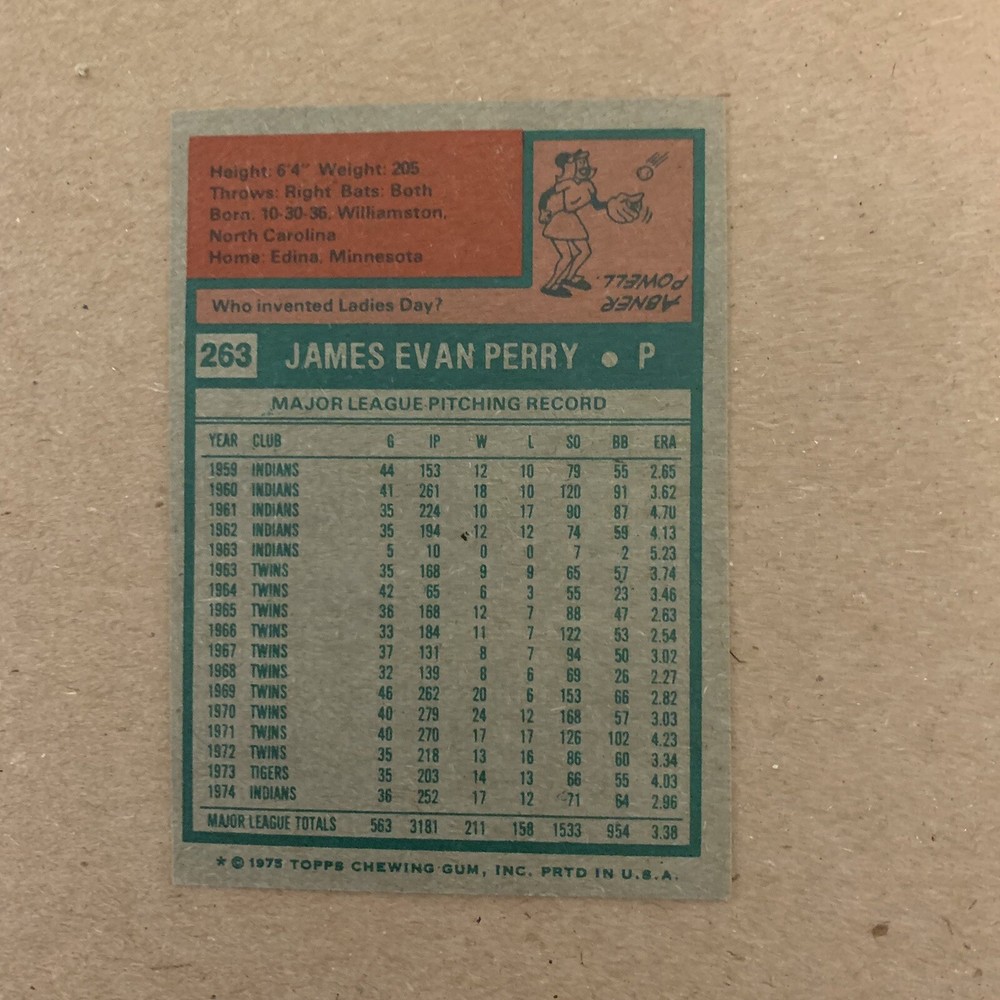 Height: 6'4" Weight: 205
Throws: Right Bats: Both
Born: 10-30-36, Williamston,
North Carolina
Home: Edina, Minnesota
Who invented Ladies Day?
ABNER
POWELL.
263 JAMES EVAN PERRY • P
MAJOR LEAGUE PITCHING RECORD
YEAR CLUB G IP W L SO BB ERA
1959 INDIANS 44 153 12 10 79 55 2.65
1960 INDIANS 41 261 18 10 120 91 3.62
1961 INDIANS 35 224 10 17 90 87 4.70
1962 INDIANS 35 194 12 12 74 59 4.13
1963 INDIANS 5 10 0 0 7 2 5.23
1963 TWINS 35 168 9 9 65 57 3.74
1964 TWINS 42 65 6 3 55 23 3.46
1965 TWINS 36 168 12 7 88 47 2.63
1966 TWINS 33 184 11 7 122 53 2.54
1967 TWINS 37 131 8 7 94 50 3.02
1968 TWINS 32 139 8 6 69 26 2.27
1969 TWINS 46 262 20 6 153 66 2.82
1970 TWINS 40 279 24 12 168 57 3.03
1971 TWINS 40 270 17 17 126 102 4.23
1972 TWINS 35 218 13 16 86 60 3.34
1973 TIGERS 35 203 14 13 66 55 4.03
1974 INDIANS 36 252 17 12 71 64 2.96
MAJOR LEAGUE TOTALS 563 3181 211 158 1533 954 3.38
* © 1975 TOPPS CHEWING GUM, INC. PRTD IN U.S.A.